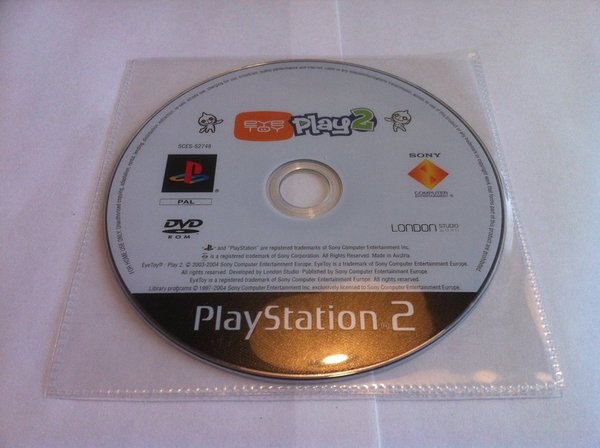 EYE
TOY
Play 2
SCES-52748
PAL
DVD
ROM
SONY
COMPUTER
ENTERTAINMENT®
LONDON STUDIO
and "PlayStation" are registered trademarks of Sony Computer Entertainment Inc.
is a registered trademark of Sony Corporation. All Rights Reserved. Made in Austria.
EyeToy® : Play 2. © 2003-2004 Sony Computer Entertainment Europe. EyeToy is a trademark of Sony Computer Entertainment Europe.
All rights reserved. Developed by London Studio. Published by Sony Computer Entertainment Europe.
EyeToy is a registered trademark of Sony Computer Entertainment Europe.
Library programs © 1997-2004 Sony Computer Entertainment Inc. exclusively licensed to Sony Computer Entertainment Europe.
PlayStation 2